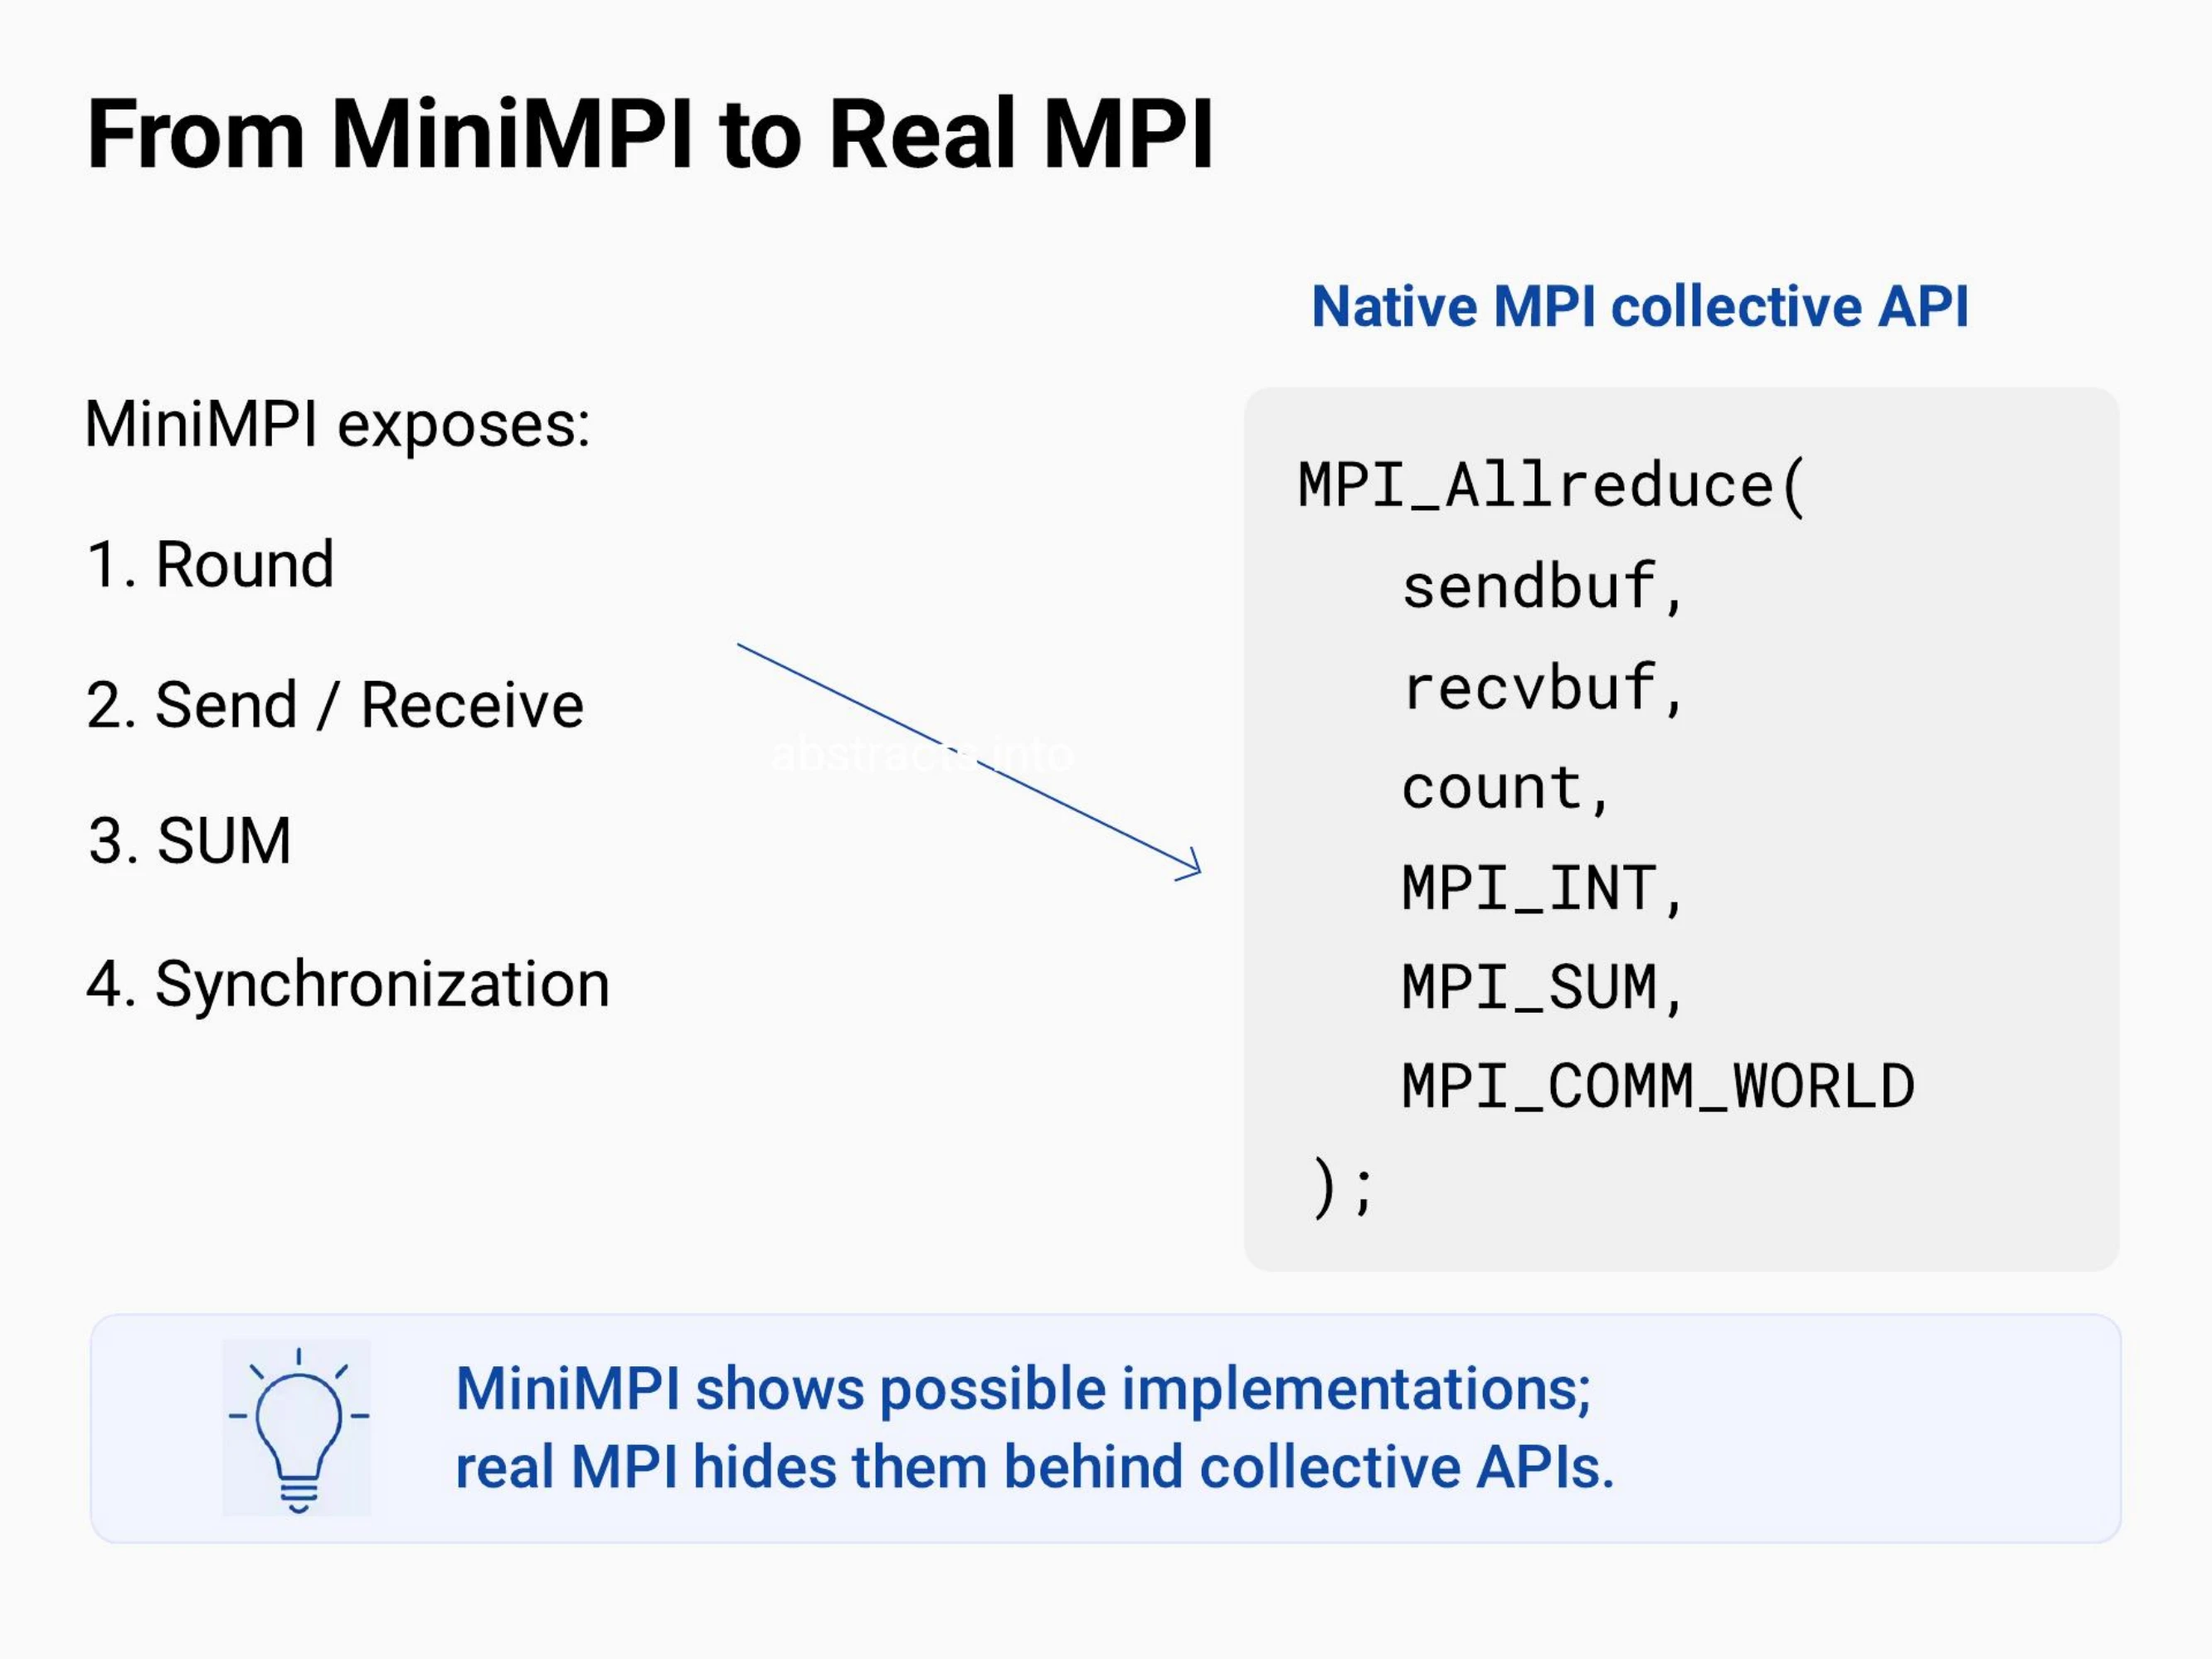 From MiniMPI to Real MPI
MiniMPI exposes:
1. Round
2. Send / Receive
3. SUM
4. Synchronization
abstracts into
Native MPI collective API
MPI_Allreduce(
sendbuf,
recvbuf,
count,
MPI_INT,
MPI_SUM,
MPI_COMM_WORLD
);
MiniMPI shows possible implementations;
real MPI hides them behind collective APIs.